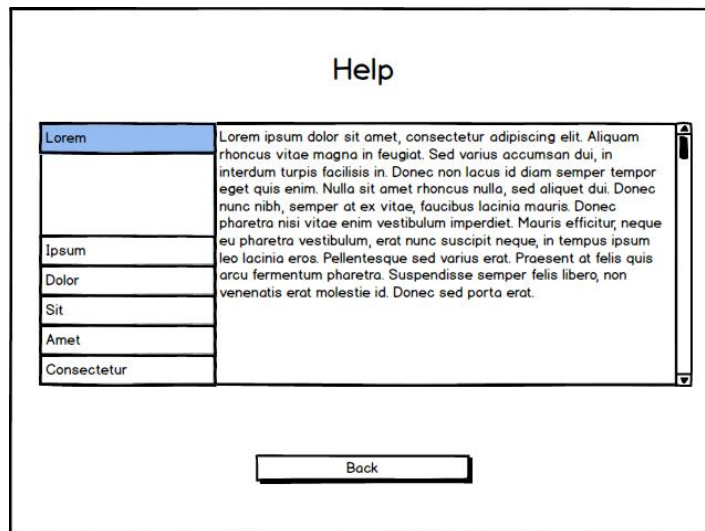 Help
Lorem
Lorem ipsum dolor sit amet, consectetur adipiscing elit. Aliquam
rhoncus vitae magna in feugiat. Sed varius accumsan dui, in
interdum turpis facilisis in. Donec non lacus id diam semper tempor
eget quis enim. Nulla sit amet rhoncus nulla, sed aliquet dui. Donec
nunc nibh, semper at ex vitae, faucibus lacinia mauris. Donec
pharetra nisi vitae enim vestibulum imperdiet. Mauris efficitur, neque
eu pharetra vestibulum, erat nunc suscipit neque, in tempus ipsum
leo lacinia eros. Pellentesque sed varius erat. Praesent at felis quis
arcu fermentum pharetra. Suspendisse semper felis libero, non
venenatis erat molestie id. Donec sed porta erat.
Ipsum
Dolor
Sit
Amet
Consectetur
Back